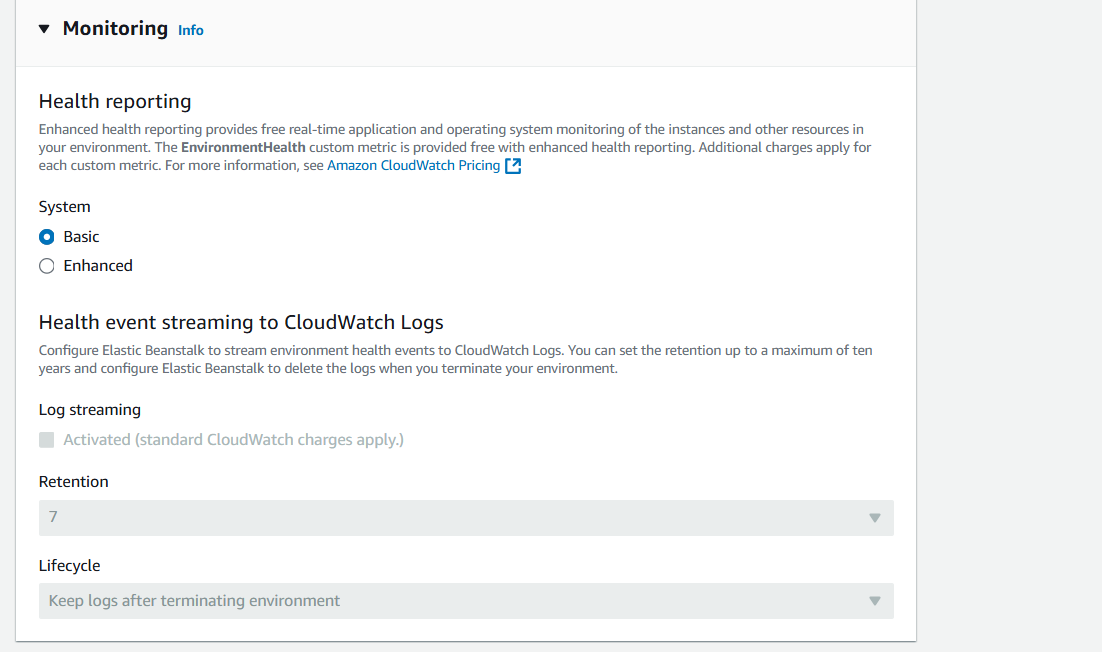 Monitoring Info
Health reporting
Enhanced health reporting provides free real-time application and operating system monitoring of the instances and other resources in
your environment. The EnvironmentHealth custom metric is provided free with enhanced health reporting. Additional charges apply for
each custom metric. For more information, see Amazon CloudWatch Pricing
System
Basic
Enhanced
Health event streaming to CloudWatch Logs
Configure Elastic Beanstalk to stream environment health events to CloudWatch Logs. You can set the retention up to a maximum of ten
years and configure Elastic Beanstalk to delete the logs when you terminate your environment.
Log streaming
Activated (standard CloudWatch charges apply.)
Retention
7
Lifecycle
Keep logs after terminating environment